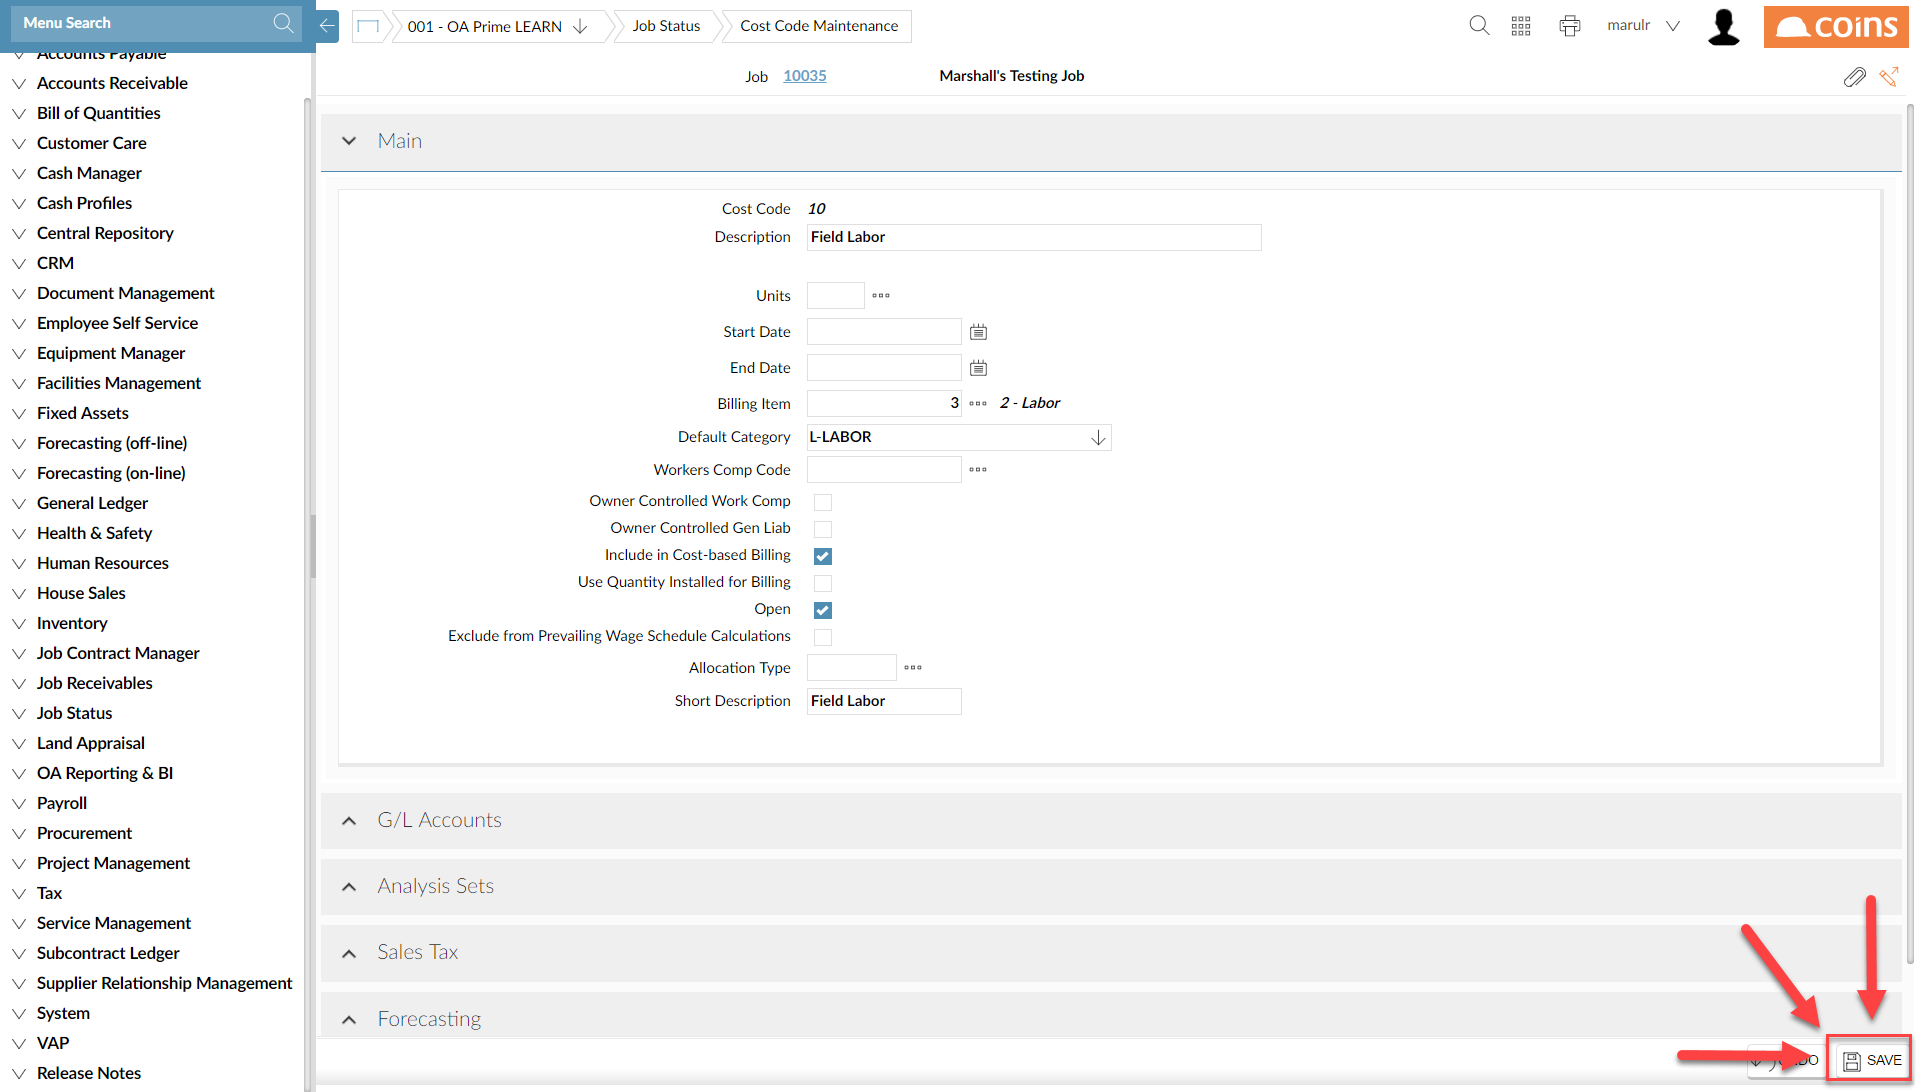 Menu Search
001 - OA Prime LEARN
Job Status
Cost Code Maintenance
marulr
coins
Job 10035 Marshall's Testing Job
Accounts Payable
Accounts Receivable
Bill of Quantities
Customer Care
Cash Manager
Cash Profiles
Central Repository
CRM
Document Management
Employee Self Service
Equipment Manager
Facilities Management
Fixed Assets
Forecasting (off-line)
Forecasting (on-line)
General Ledger
Health & Safety
Human Resources
House Sales
Inventory
Job Contract Manager
Job Receivables
Job Status
Land Appraisal
OA Reporting & BI
Payroll
Procurement
Project Management
Tax
Service Management
Subcontract Ledger
Supplier Relationship Management
System
VAP
Release Notes
Main
Cost Code 10
Description Field Labor
Units
Start Date
End Date
Billing Item 3 2 - Labor
Default Category L-LABOR
Workers Comp Code
Owner Controlled Work Comp
Owner Controlled Gen Liab
Include in Cost-based Billing
Use Quantity Installed for Billing
Open
Exclude from Prevailing Wage Schedule Calculations
Allocation Type
Short Description Field Labor
G/L Accounts
Analysis Sets
Sales Tax
Forecasting
SAVE